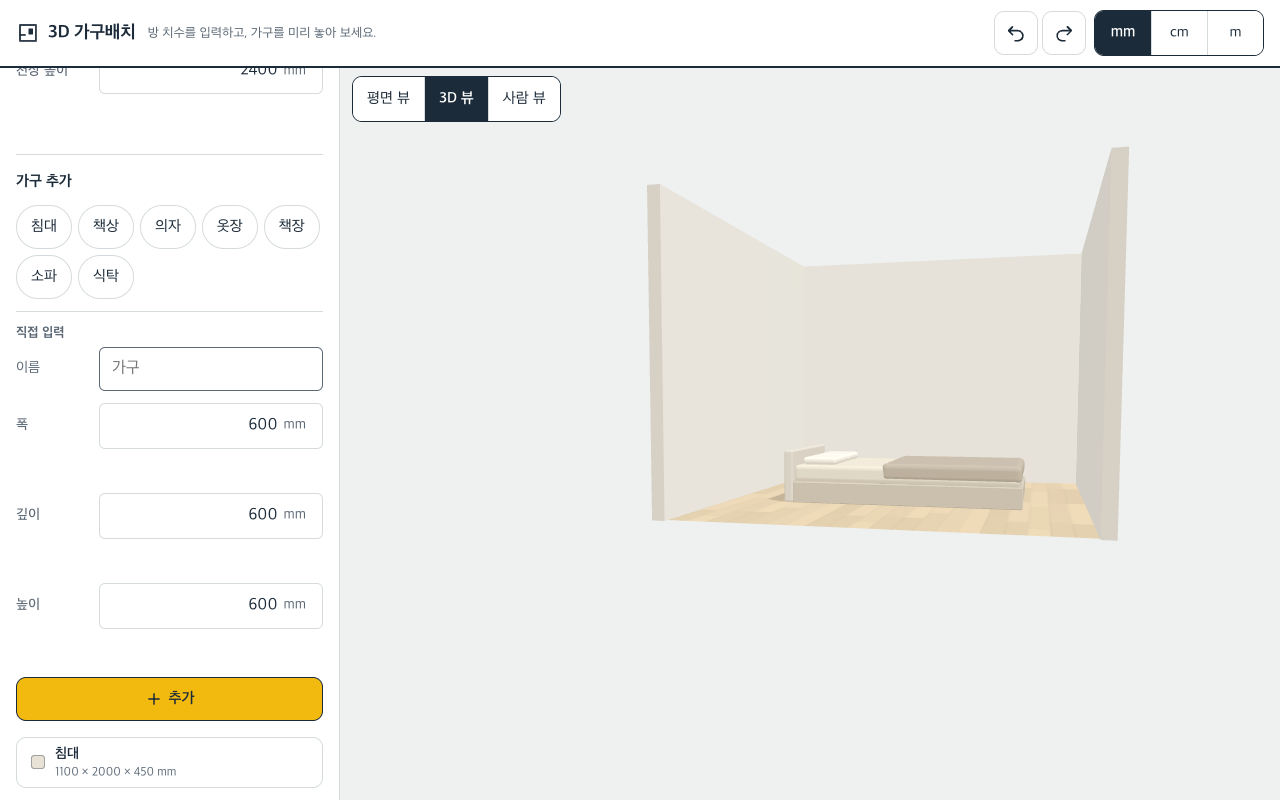 3D 가구배치 방 치수를 입력하고, 가구를 미리 놓아 보세요.
mm cm m
천장 높이 2400 mm
평면 뷰 3D 뷰 사람 뷰
가구 추가
침대 책상 의자 옷장 책장
소파 식탁
직접 입력
이름 가구
폭 600 mm
깊이 600 mm
높이 600 mm
+ 추가
침대
1100 × 2000 × 450 mm